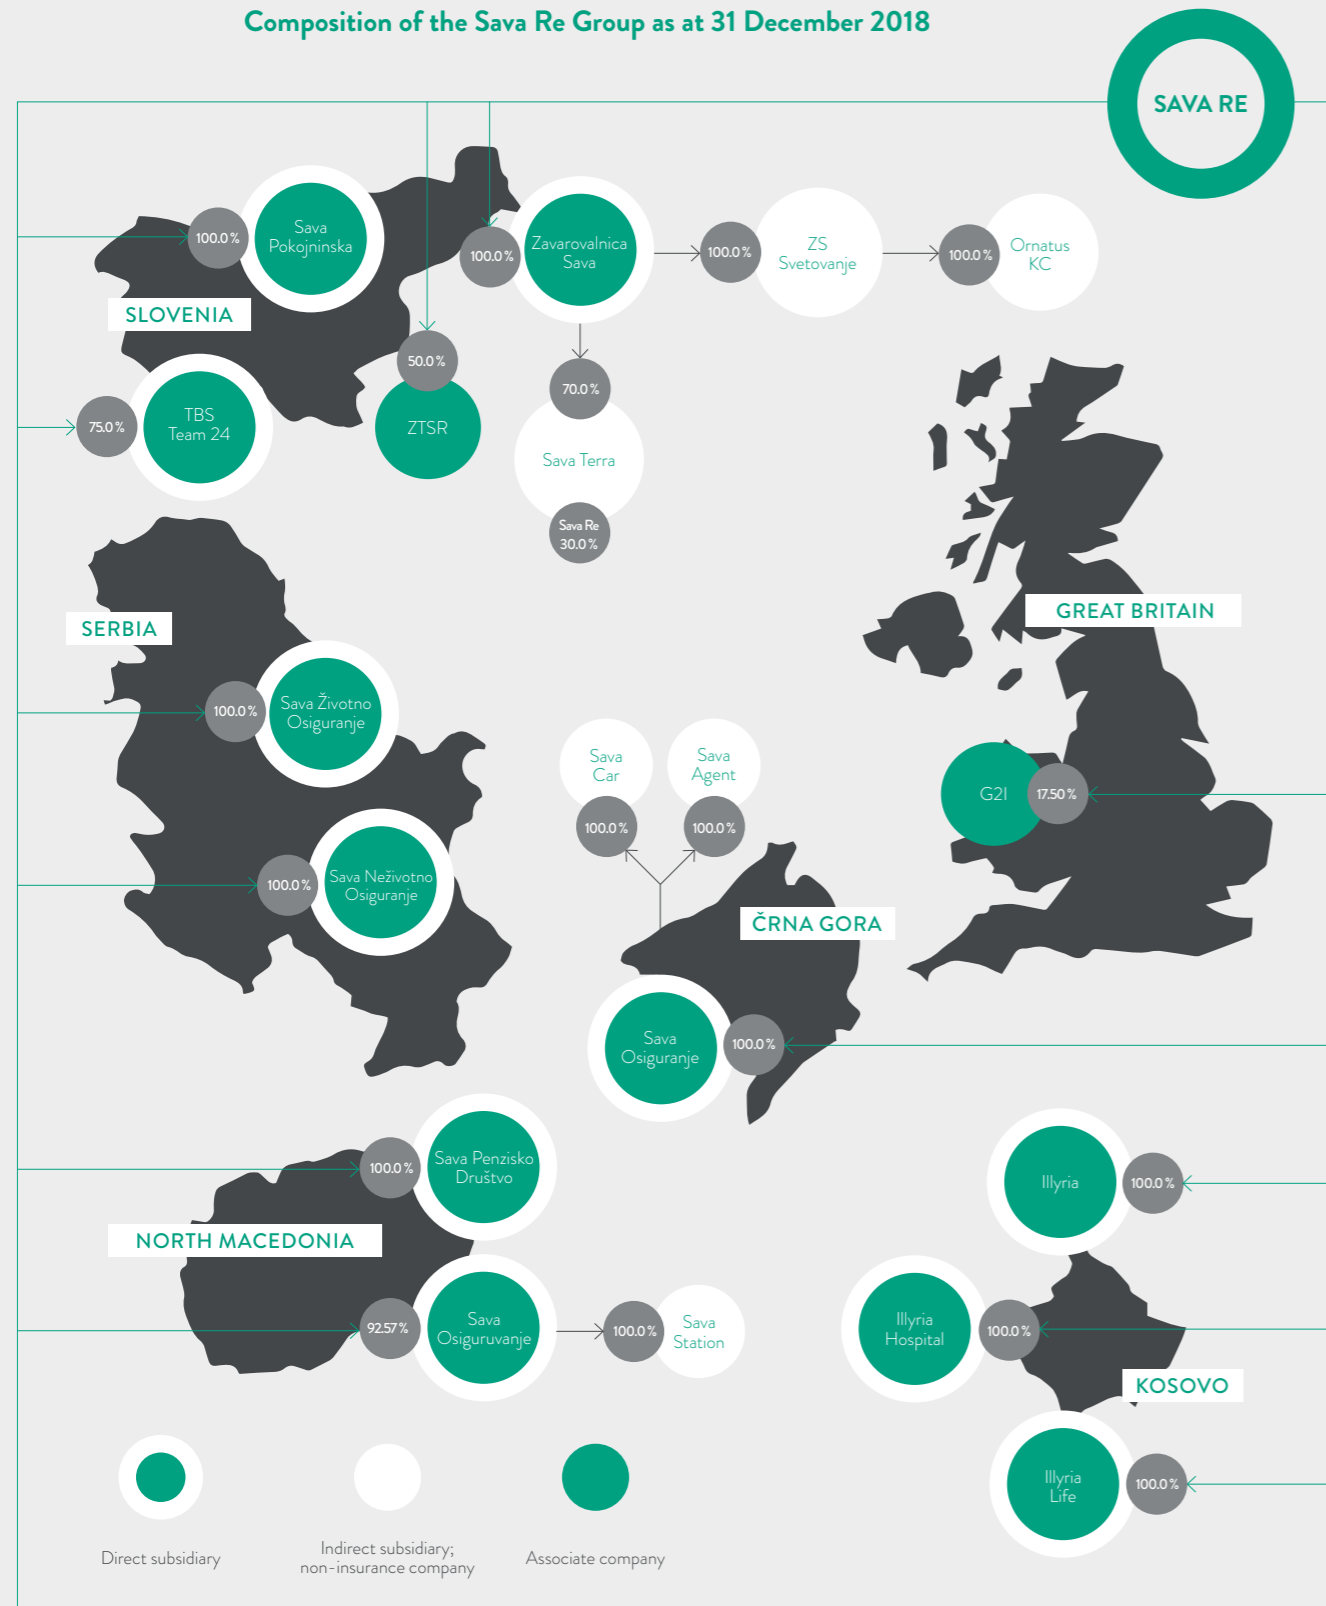 Composition of the Sava Re Group as at 31 December 2018
SAVA RE
100.0 %
Sava
Pokojninska
100.0 %
Zavarovalnica
Sava
100.0 %
ZS
Svetovanje
100.0 %
Ornatus
KC
SLOVENIA
75.0 %
TBS
Team 24
50.0 %
ZTSR
70.0 %
Sava Terra
Sava Re
30.0 %
SERBIA
100.0 %
Sava Životno
Osiguranje
100.0 %
Sava Neživotno
Osiguranje
GREAT BRITAIN
G2I
17.50 %
Sava
Car
100.0 %
Sava
Agent
100.0 %
ČRNA GORA
Sava
Osiguranje
100.0 %
NORTH MACEDONIA
100.0 %
Sava Penzisko
Društvo
92.57 %
Sava
Osiguruvanje
100.0 %
Sava
Station
Illyria
100.0 %
Illyria
Hospital
100.0 %
KOSOVO
Illyria
Life
100.0 %
Direct subsidiary
Indirect subsidiary;
non-insurance company
Associate company